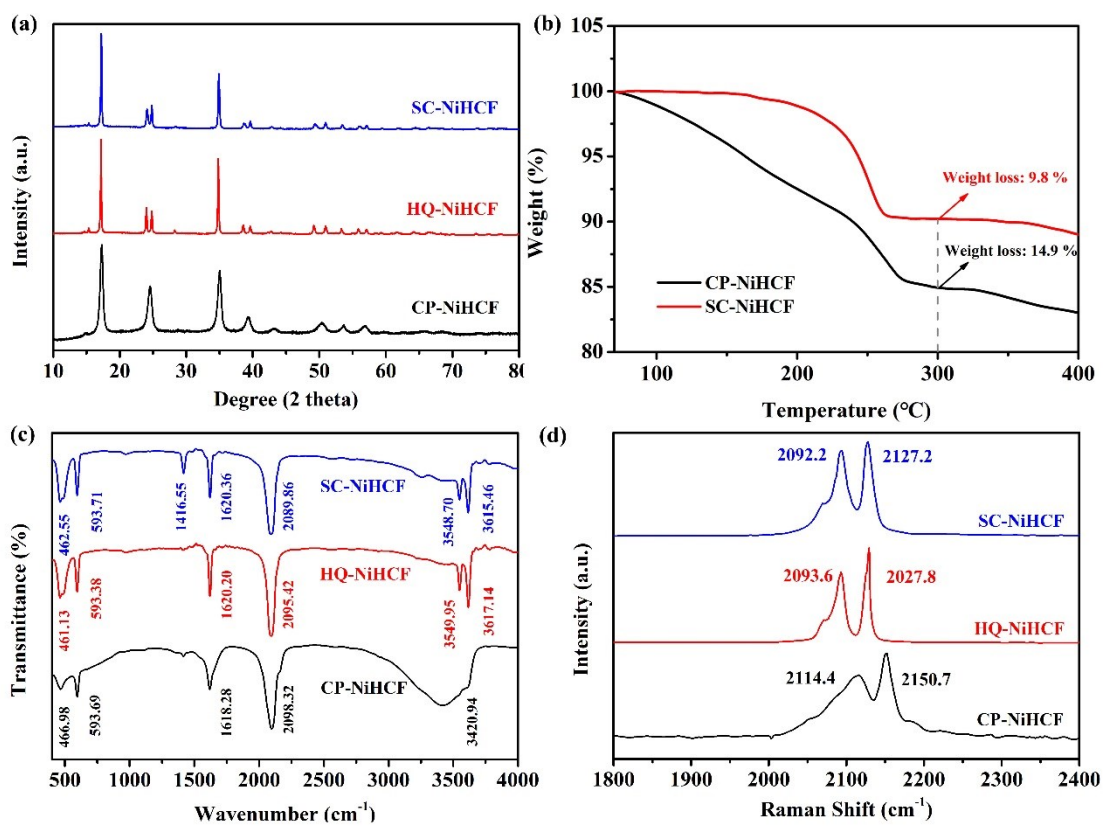 (a)
SC-NiHCF
HQ-NiHCF
CP-NiHCF
Intensity (a.u.)
10 20 30 40 50 60 70 80
Degree (2 theta)
(b)
105
100
95
90
85
80
Weight (%)
Weight loss: 9.8 %
Weight loss: 14.9 %
CP-NiHCF
SC-NiHCF
100 200 300 400
Temperature (°C)
(c)
SC-NiHCF
462.55
593.71
1416.55
1620.36
2089.86
3548.70
3615.46
HQ-NiHCF
461.13
593.38
1620.20
2095.42
3549.95
3617.14
CP-NiHCF
466.98
593.69
1618.28
2098.32
3420.94
Transmittance (%)
500 1000 1500 2000 2500 3000 3500 4000
Wavenumber (cm⁻¹)
(d)
2092.2 2127.2
SC-NiHCF
2093.6 2027.8
HQ-NiHCF
2114.4 2150.7
CP-NiHCF
Intensity (a.u.)
1800 1900 2000 2100 2200 2300 2400
Raman Shift (cm⁻¹)